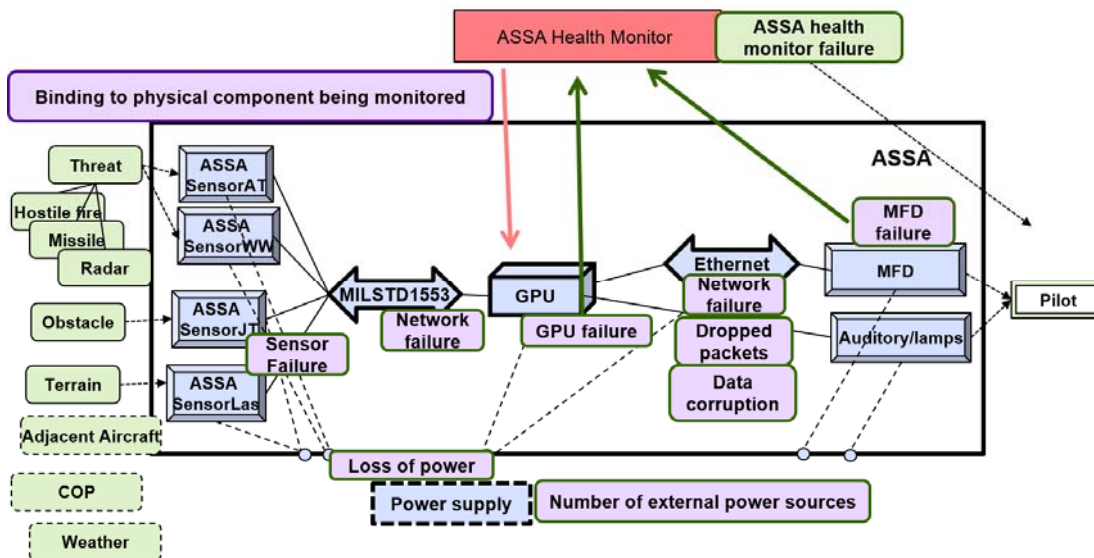 ASSA Health Monitor
ASSA health
monitor failure
Binding to physical component being monitored
ASSA
Threat
Hostile fire
Missile
Radar
Obstacle
Terrain
Adjacent Aircraft
COP
Weather
ASSA
SensorAT
ASSA
SensorWW
ASSA
SensorJT
ASSA
SensorLas
Sensor
Failure
MILSTD1553
Network
failure
GPU
GPU failure
Ethernet
Network
failure
Dropped
packets
Data
corruption
MFD
failure
MFD
Auditory/lamps
Pilot
Loss of power
Power supply
Number of external power sources